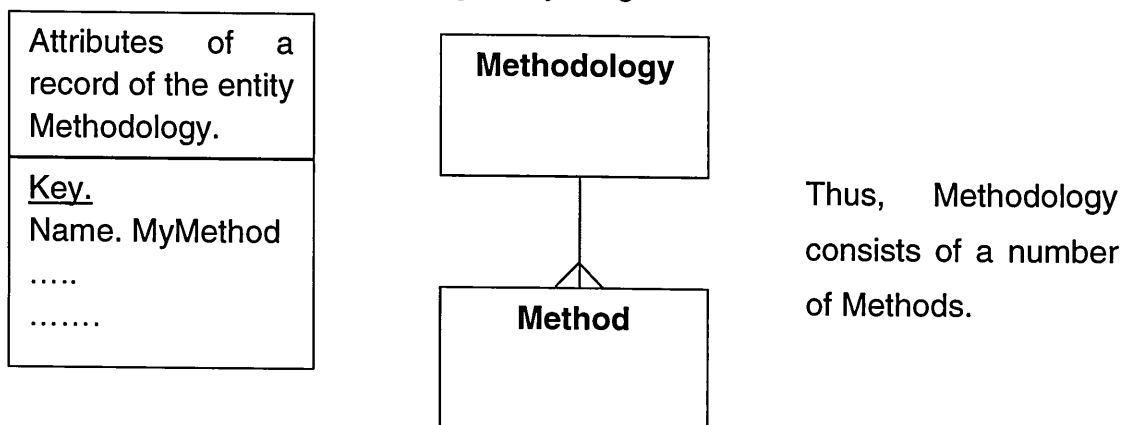 Attributes of a
record of the entity
Methodology.
Key.
Name. MyMethod
.....
.......
Methodology
Method
Thus, Methodology
consists of a number
of Methods.